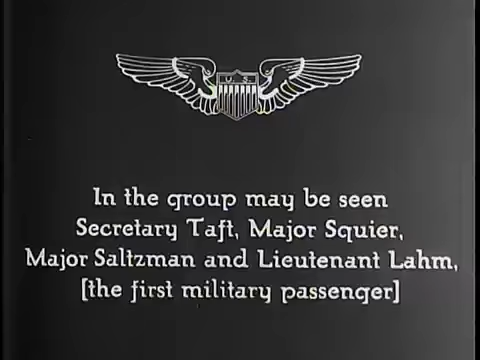 U.S.
In the group may be seen
Secretary Taft, Major Squier,
Major Saltzman and Lieutenant Lahm,
[the first military passenger]